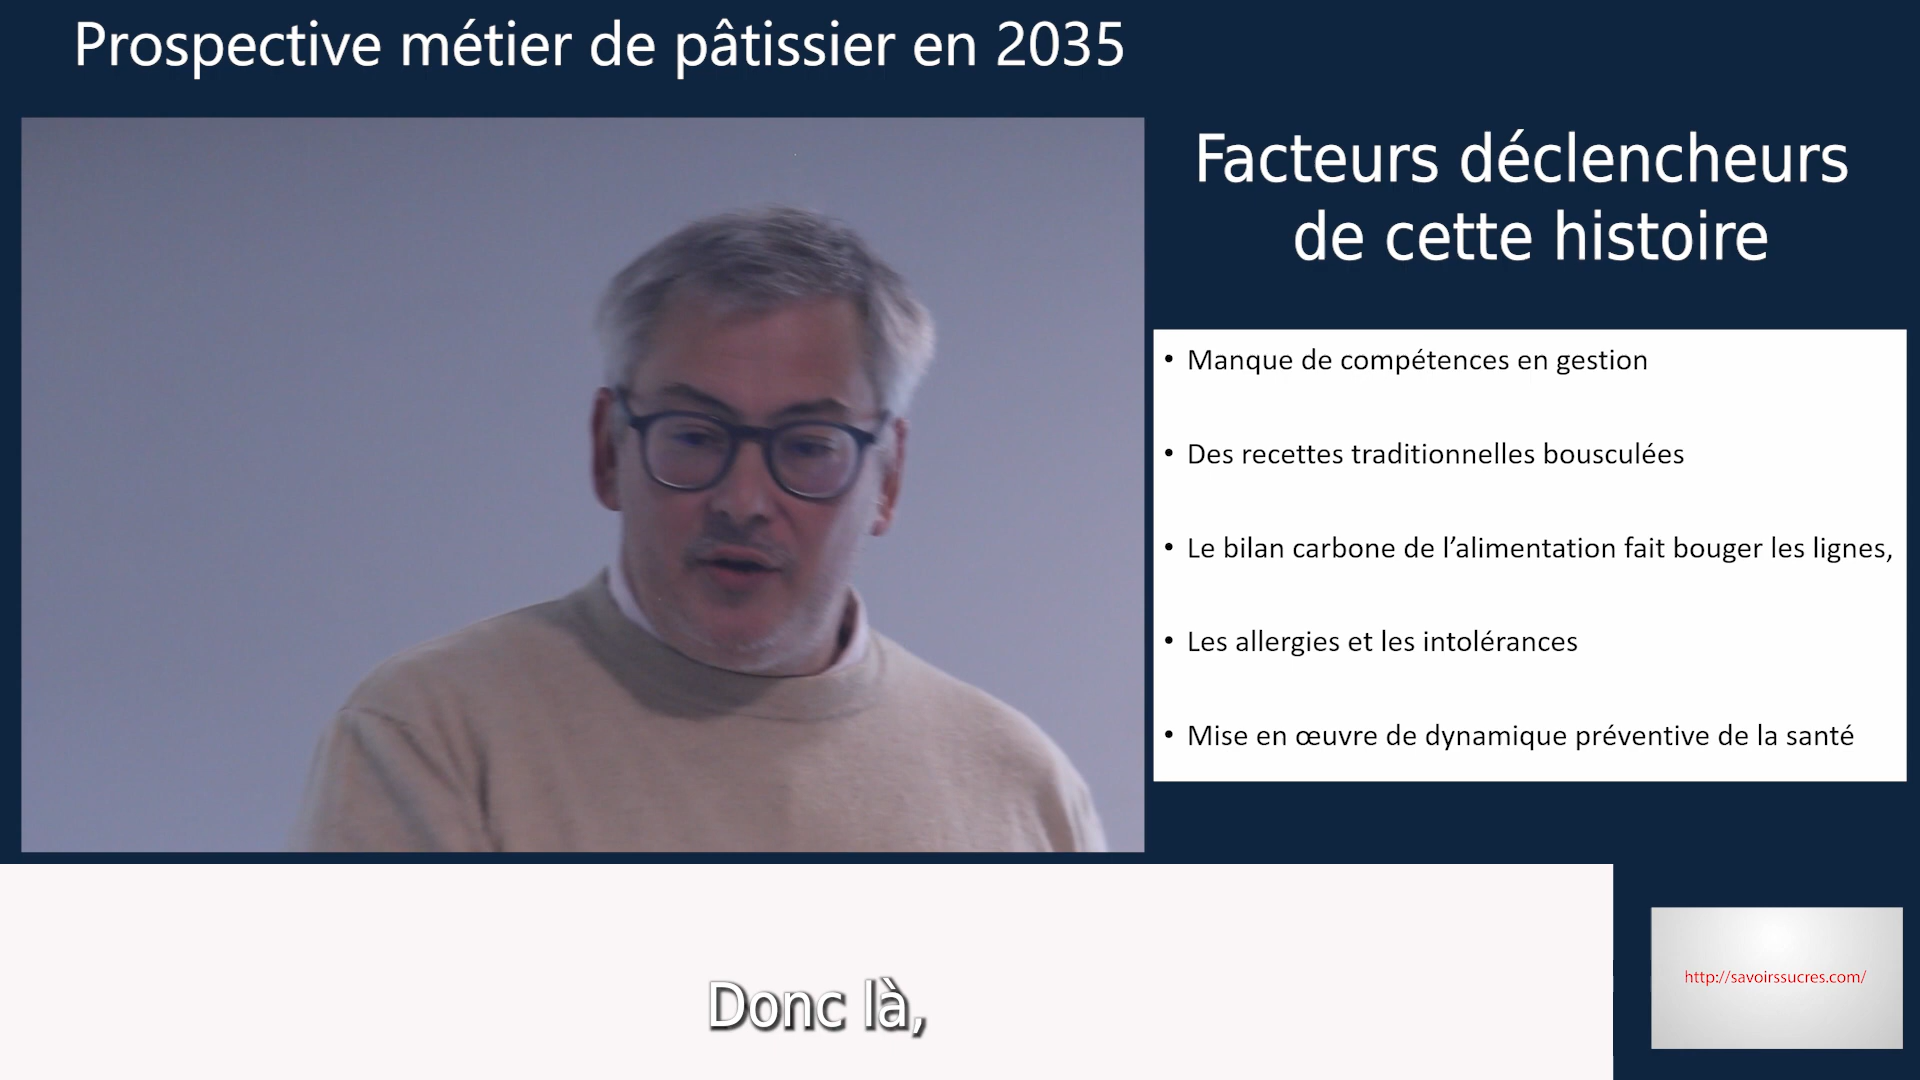 Prospective métier de pâtissier en 2035
Facteurs déclencheurs
de cette histoire
• Manque de compétences en gestion
• Des recettes traditionnelles bousculées
• Le bilan carbone de l’alimentation fait bouger les lignes,
• Les allergies et les intolérances
• Mise en œuvre de dynamique préventive de la santé
Donc là,
http://savoirssucres.com/